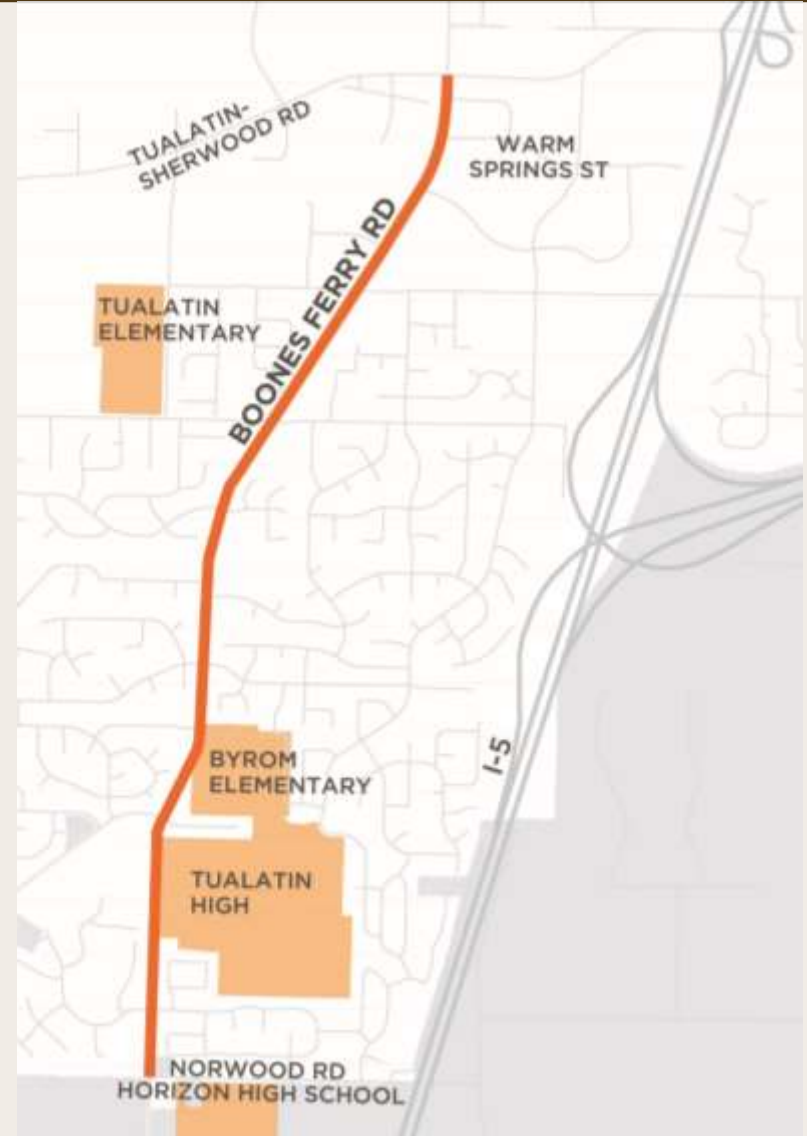 TUALATIN-
SHERWOOD RD
WARM
SPRINGS ST
BOONES FERRY RD
TUALATIN
ELEMENTARY
I-5
BYROM
ELEMENTARY
TUALATIN
HIGH
NORWOOD RD
HORIZON HIGH SCHOOL